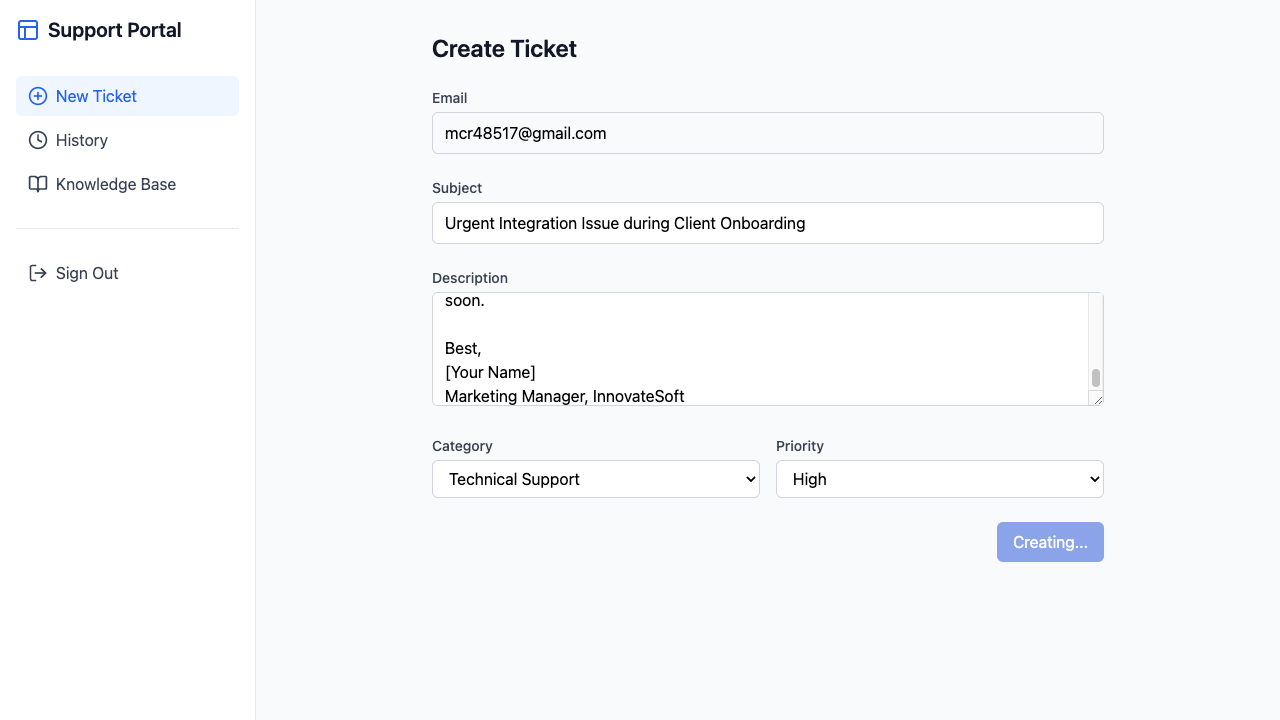 Support Portal
New Ticket
History
Knowledge Base
Sign Out
Create Ticket
Email
mcr48517@gmail.com
Subject
Urgent Integration Issue during Client Onboarding
Description
soon.
Best,
[Your Name]
Marketing Manager, InnovateSoft
Category
Priority
Technical Support
High
Creating...